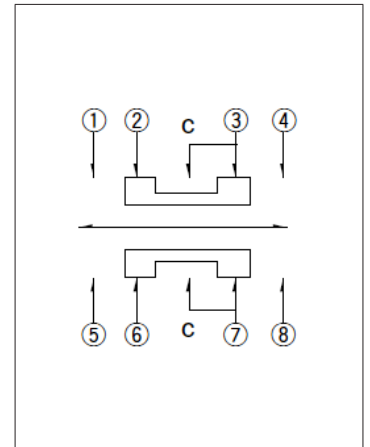 ① ② C ③ ④
⑤ ⑥ C ⑦ ⑧